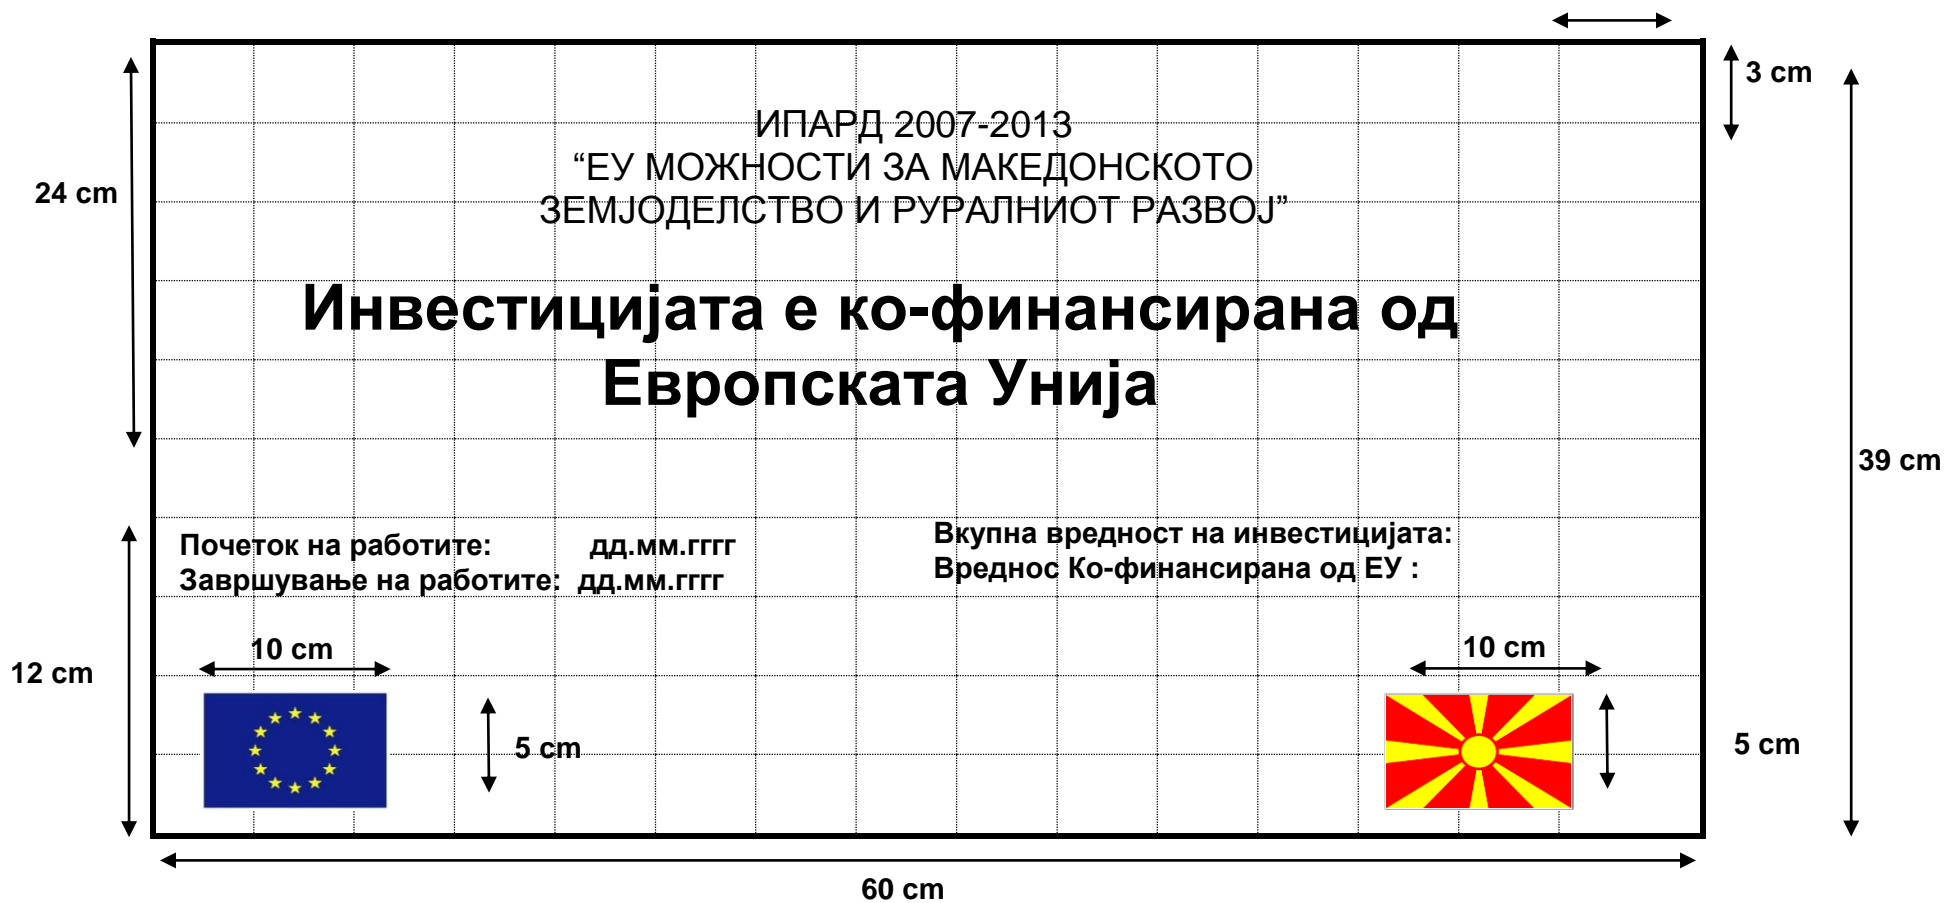 3 cm
ИПАРД 2007-2013
“ЕУ МОЖНОСТИ ЗА МАКЕДОНСКОТО
ЗЕМЈОДЕЛСТВО И РУРАЛНИОТ РАЗВОЈ”
24 cm
Инвестицијата е ко-финансирана од
Европската Унија
39 cm
Почеток на работите: дд.мм.гггг
Завршување на работите: дд.мм.гггг
Вкупна вредност на инвестицијата:
Вреднос Ко-финансирана од ЕУ :
10 cm
10 cm
12 cm
5 cm
5 cm
60 cm